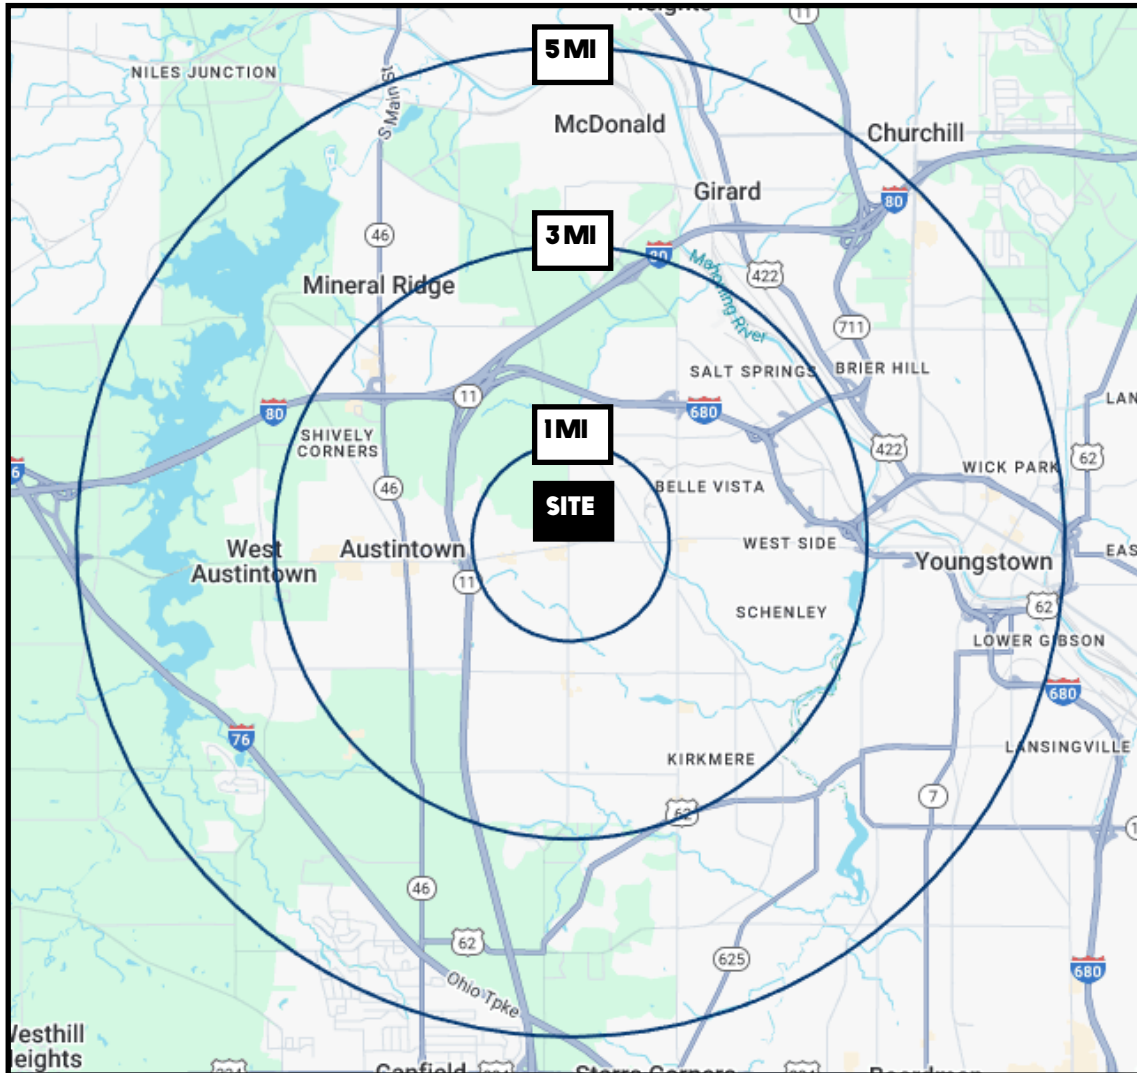 Heights
11
5 MI
NILES JUNCTION
S Main St
McDonald
Churchill
80
Girard
46
3 MI
80
Mahoning River
422
Mineral Ridge
711
SALT SPRINGS
BRIER HILL
11
80
680
1 MI
SHIVELY
CORNERS
422
62
WICK PARK
46
BELLE VISTA
SITE
West
Austintown
Austintown
WEST SIDE
Youngstown
11
62
SCHENLEY
LOWER GIBSON
680
76
KIRKMERE
LANSINGVILLE
7
62
46
62
625
680
Ohio Tpke
Canfield